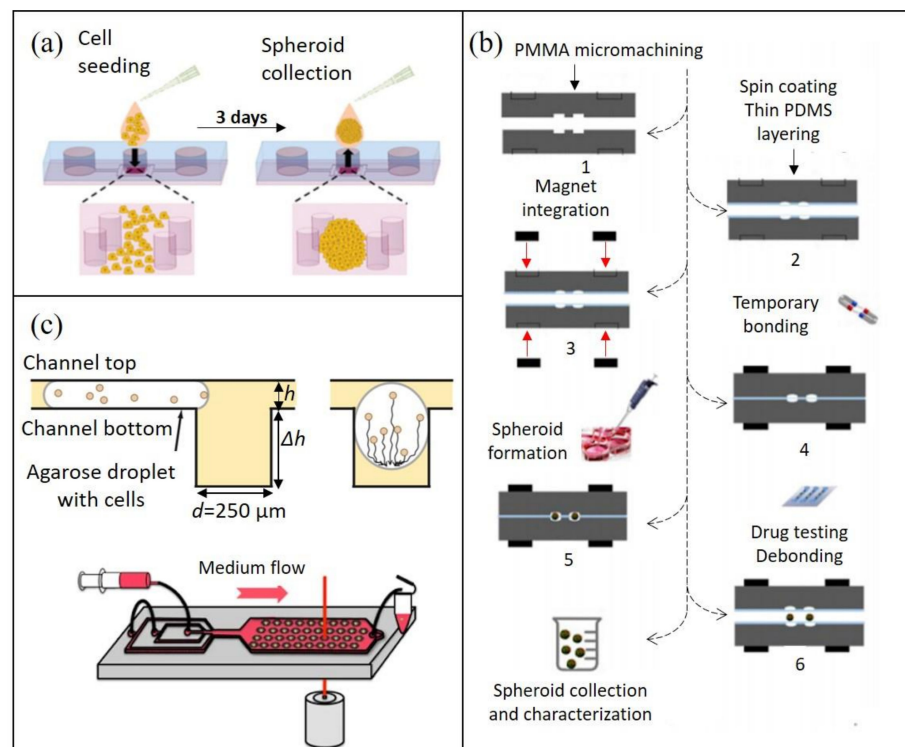 (a)
Cell
seeding
Spheroid
collection
3 days
(b)
PMMA micromachining
1
Spin coating
Thin PDMS
layering
2
Magnet
integration
3
Temporary
bonding
4
Spheroid
formation
5
Drug testing
Debonding
6
Spheroid collection
and characterization
(c)
Channel top
Channel bottom
Agarose droplet
with cells
h
Δh
d=250 μm
Medium flow